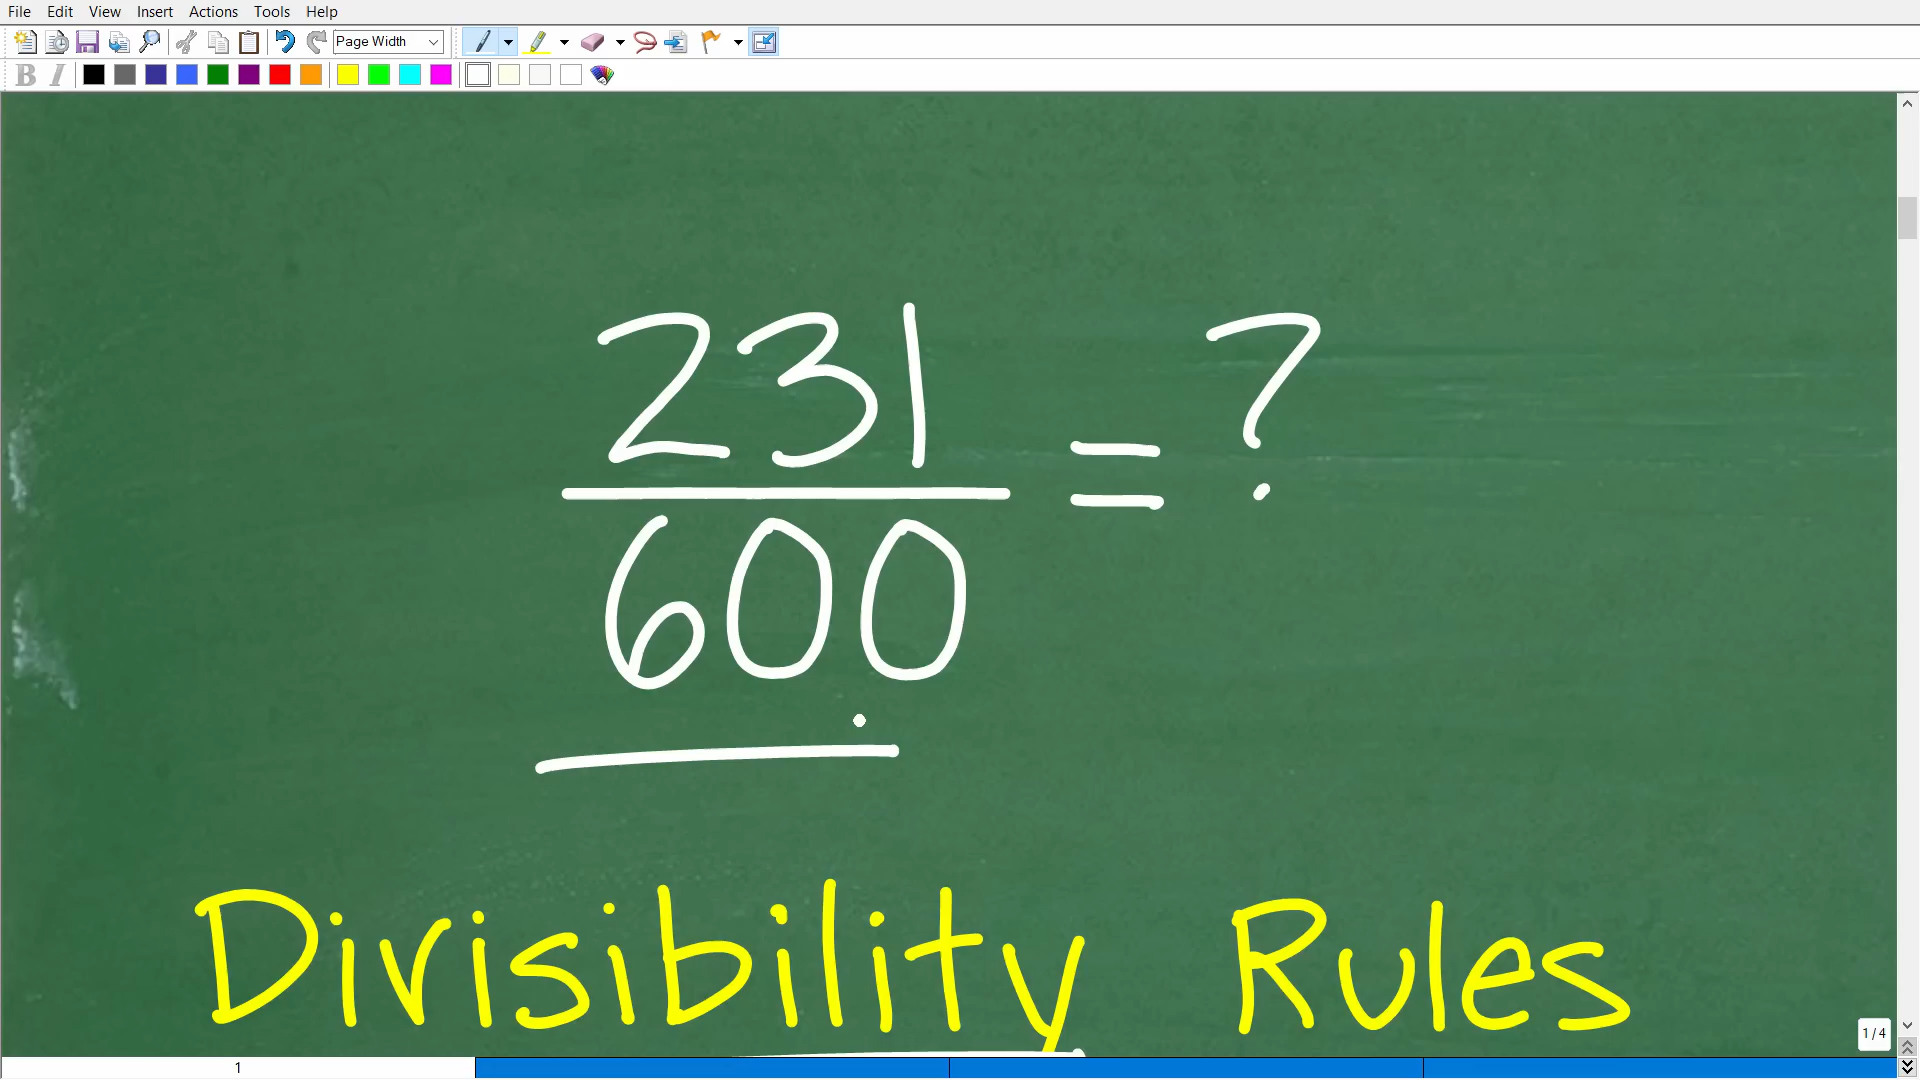 File Edit View Insert Actions Tools Help
Page Width
B I
231 = ?
600
Divisibility Rules
1 / 4
1